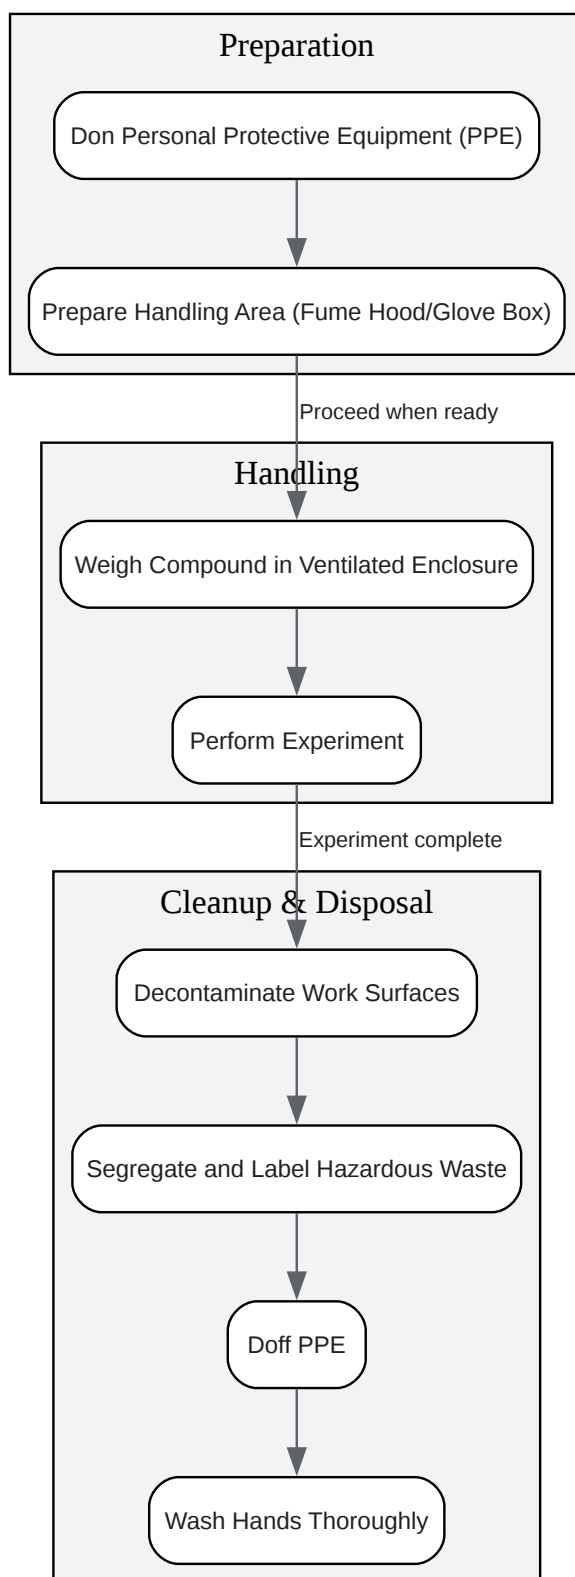 Preparation
Don Personal Protective Equipment (PPE)
Prepare Handling Area (Fume Hood/Glove Box)
Proceed when ready
Handling
Weigh Compound in Ventilated Enclosure
Perform Experiment
Experiment complete
Cleanup & Disposal
Decontaminate Work Surfaces
Segregate and Label Hazardous Waste
Doff PPE
Wash Hands Thoroughly